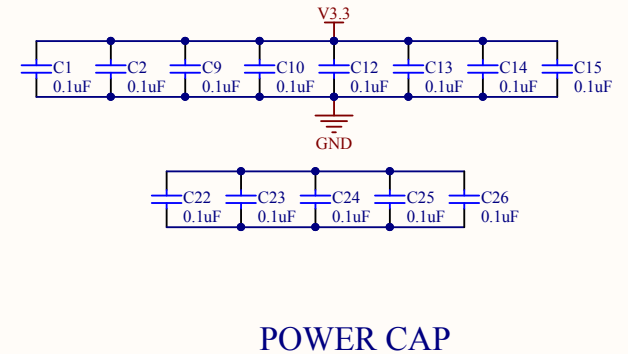 V3.3
C1 C2 C9 C10 C12 C13 C14 C15
0.1uF 0.1uF 0.1uF 0.1uF 0.1uF 0.1uF 0.1uF 0.1uF
GND
C22 C23 C24 C25 C26
0.1uF 0.1uF 0.1uF 0.1uF 0.1uF
POWER CAP